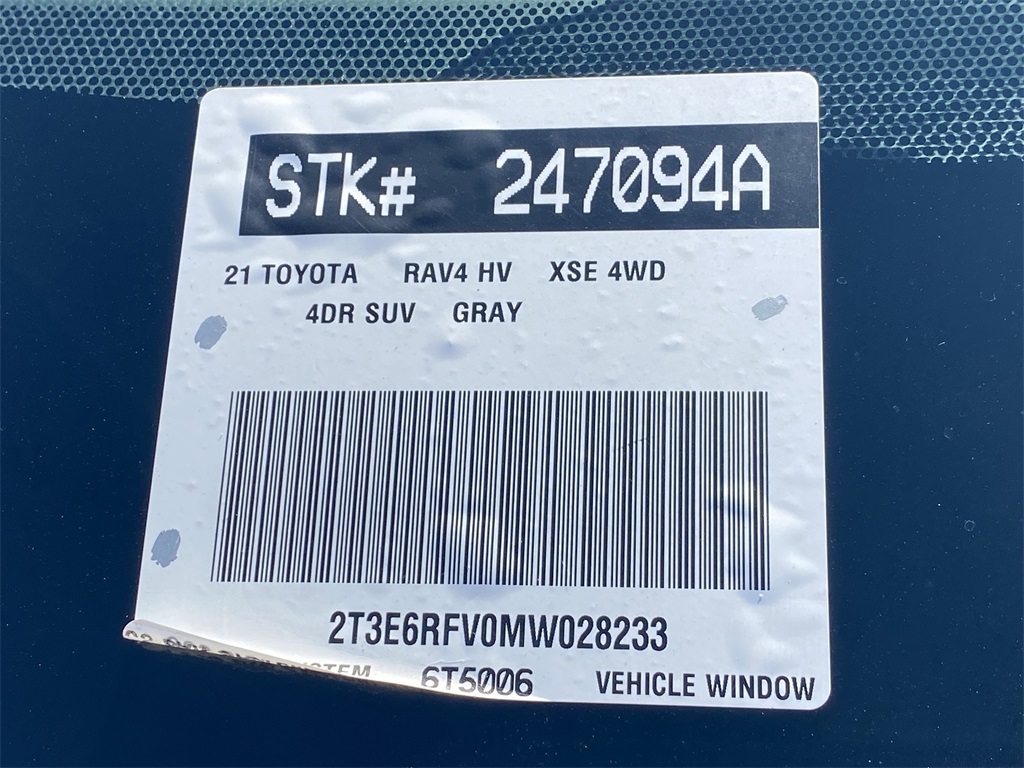 STK# 247094A
21 TOYOTA RAV4 HV XSE 4WD
4DR SUV GRAY
2T3E6RFV0MW028233
6T5006 VEHICLE WINDOW